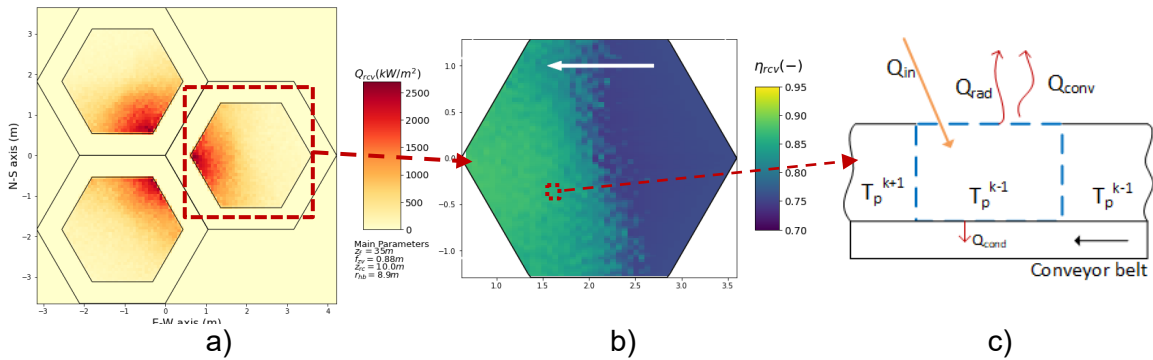 3
2
1
0
-1
-2
-3
-3 -2 -1 0 1 2 3 4
N-S axis (m)
E-W axis (m)
Q_rcv(kW/m²)
2500
2000
1500
1000
500
0
Main Parameters
z_f = 35m
f_zv = 0.88m
z_rc = 10.0m
r_hb = 8.9m
a)
1.0
0.5
0.0
-0.5
-1.0
1.0 1.5 2.0 2.5 3.0 3.5
η_rcv(−)
0.95
0.90
0.85
0.80
0.75
0.70
b)
Q_in
Q_rad
Q_conv
T_p^k+1 T_p^k-1 T_p^k-1
Q_cond
Conveyor belt
c)